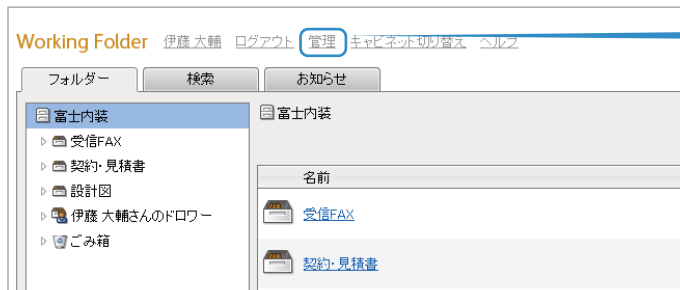 Working Folder 伊藤 大輔 ログアウト 管理 キャビネット切り替え ヘルプ
フォルダー 検索 お知らせ
富士内装
受信FAX
契約・見積書
設計図
伊藤 大輔さんのドロワー
ごみ箱
富士内装
名前
受信FAX
契約・見積書